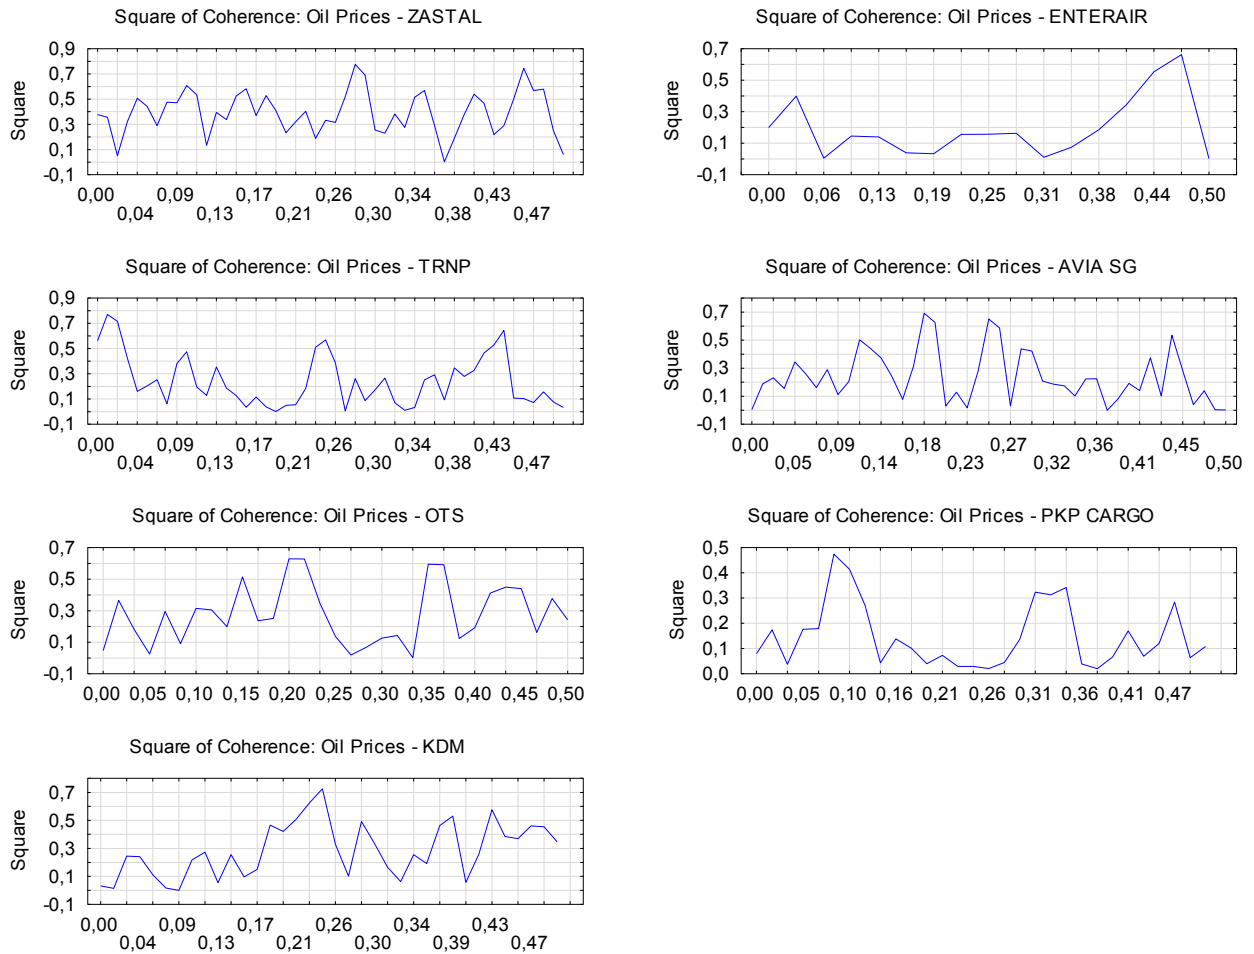 Square of Coherence: Oil Prices - ZASTAL
0,9
0,7
0,5
0,3
0,1
-0,1
Square
0,00 0,09 0,17 0,26 0,34 0,43
0,04 0,13 0,21 0,30 0,38 0,47
Square of Coherence: Oil Prices - ENTERAIR
0,7
0,5
0,3
0,1
-0,1
Square
0,00 0,06 0,13 0,19 0,25 0,31 0,38 0,44 0,50
Square of Coherence: Oil Prices - TRNP
0,9
0,7
0,5
0,3
0,1
-0,1
Square
0,00 0,09 0,17 0,26 0,34 0,43
0,04 0,13 0,21 0,30 0,38 0,47
Square of Coherence: Oil Prices - AVIA SG
0,7
0,5
0,3
0,1
-0,1
Square
0,00 0,09 0,18 0,27 0,36 0,45
0,05 0,14 0,23 0,32 0,41 0,50
Square of Coherence: Oil Prices - OTS
0,7
0,5
0,3
0,1
-0,1
Square
0,00 0,05 0,10 0,15 0,20 0,25 0,30 0,35 0,40 0,45 0,50
Square of Coherence: Oil Prices - PKP CARGO
0,5
0,4
0,3
0,2
0,1
0,0
Square
0,00 0,05 0,10 0,16 0,21 0,26 0,31 0,36 0,41 0,47
Square of Coherence: Oil Prices - KDM
0,7
0,5
0,3
0,1
-0,1
Square
0,00 0,09 0,17 0,26 0,34 0,43
0,04 0,13 0,21 0,30 0,39 0,47